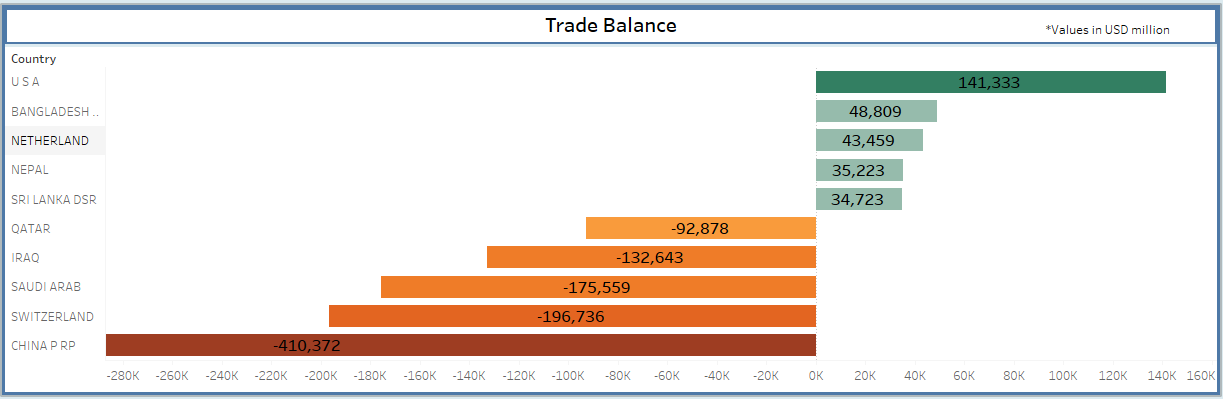 Trade Balance
*Values in USD million
Country
U S A 141,333
BANGLADESH .. 48,809
NETHERLAND 43,459
NEPAL 35,223
SRI LANKA DSR 34,723
QATAR -92,878
IRAQ -132,643
SAUDI ARAB -175,559
SWITZERLAND -196,736
CHINA P RP -410,372
-280K -260K -240K -220K -200K -180K -160K -140K -120K -100K -80K -60K -40K -20K 0K 20K 40K 60K 80K 100K 120K 140K 160K